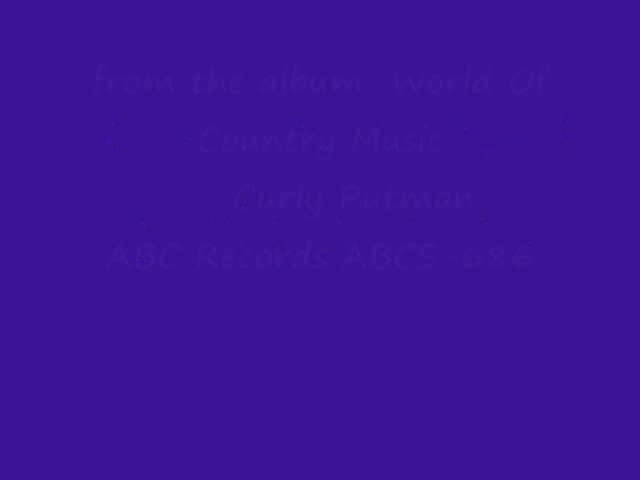 from the album World Of
Country Music
Curly Putman
ABC Records ABCS-686